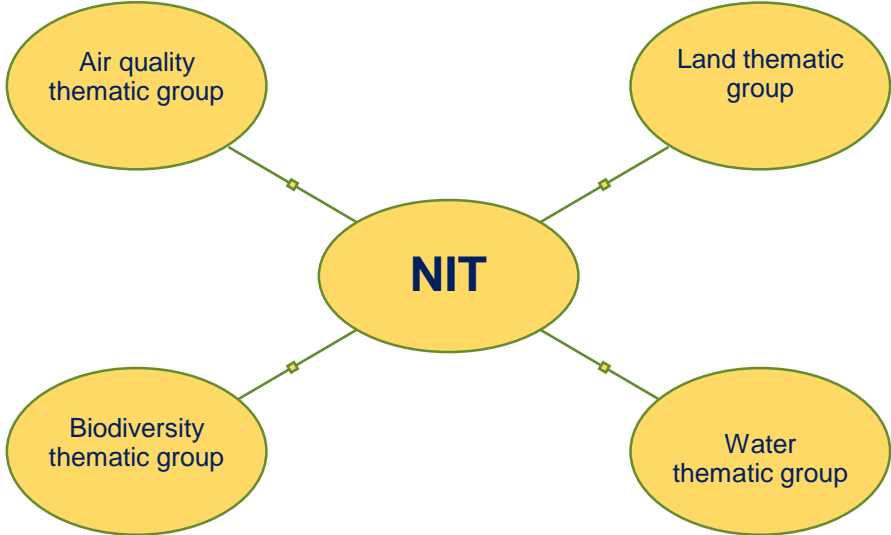 Air quality
thematic group
Land thematic
group
NIT
Biodiversity
thematic group
Water
thematic group